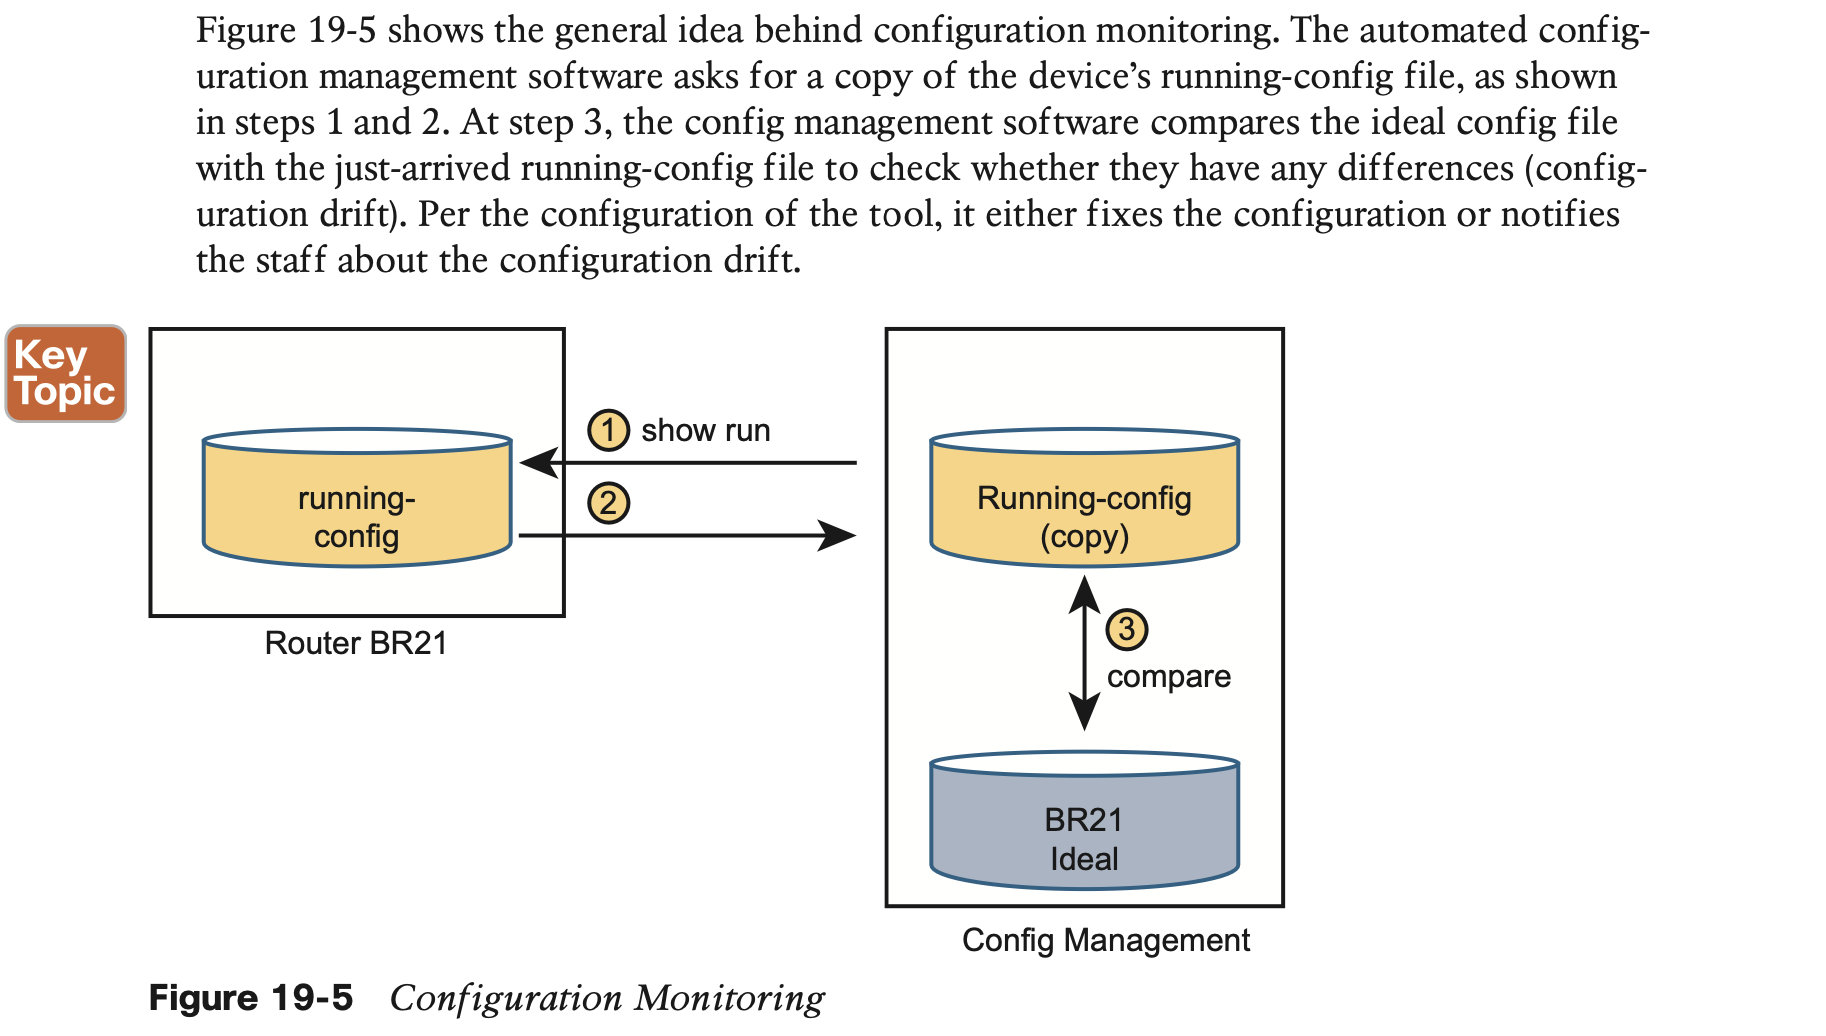 Figure 19-5 shows the general idea behind configuration monitoring. The automated config-
uration management software asks for a copy of the device’s running-config file, as shown
in steps 1 and 2. At step 3, the config management software compares the ideal config file
with the just-arrived running-config file to check whether they have any differences (config-
uration drift). Per the configuration of the tool, it either fixes the configuration or notifies
the staff about the configuration drift.
Key
Topic
running-
config
Router BR21
1 show run
2
Running-config
(copy)
3
compare
BR21
Ideal
Config Management
Figure 19-5 Configuration Monitoring